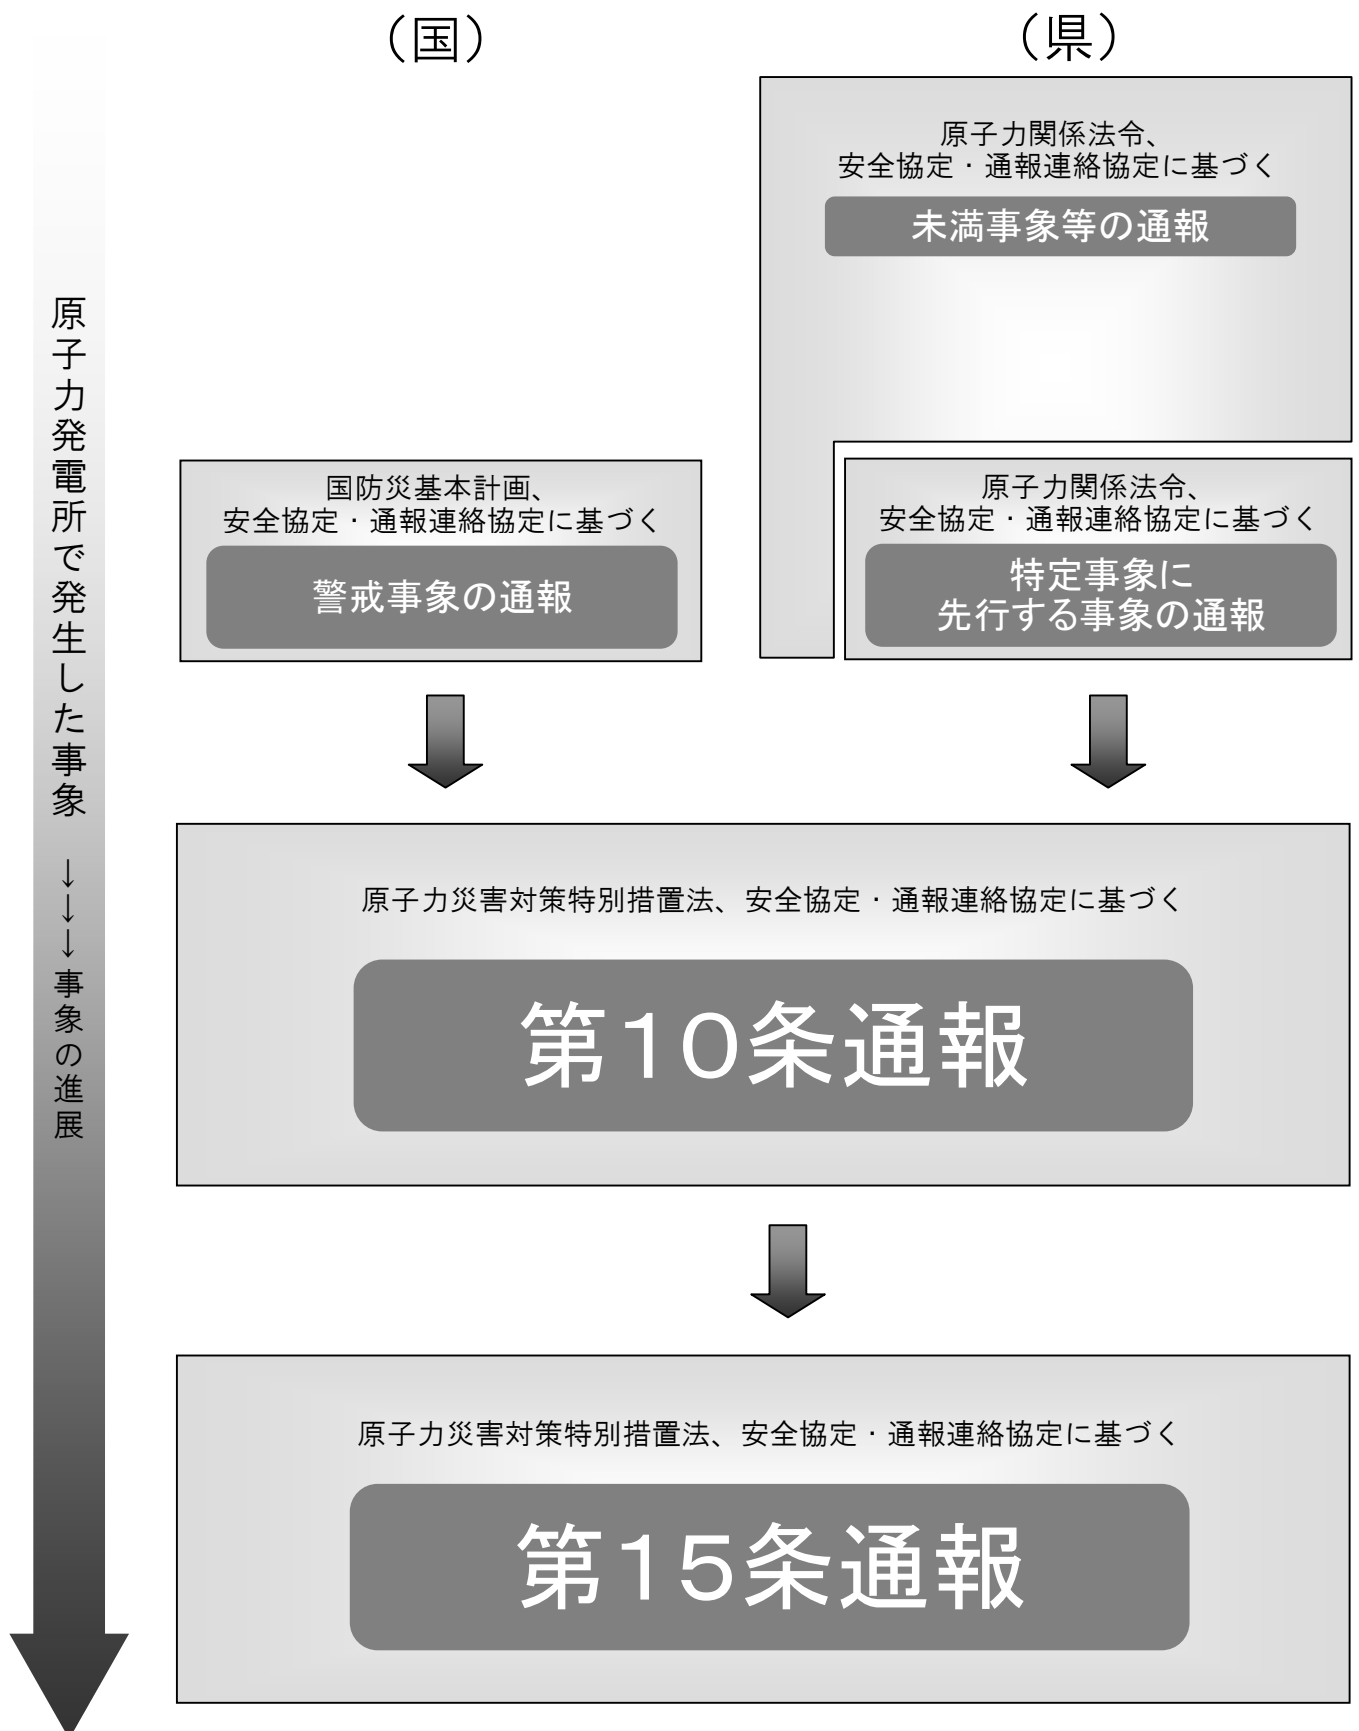 （国）
（県）
原子力関係法令、
安全協定・通報連絡協定に基づく
未満事象等の通報
国防災基本計画、
安全協定・通報連絡協定に基づく
警戒事象の通報
原子力関係法令、
安全協定・通報連絡協定に基づく
特定事象に
先行する事象の通報
原子力発電所で発生した事象 →→→事象の進展
原子力災害対策特別措置法、安全協定・通報連絡協定に基づく
第10条通報
原子力災害対策特別措置法、安全協定・通報連絡協定に基づく
第15条通報